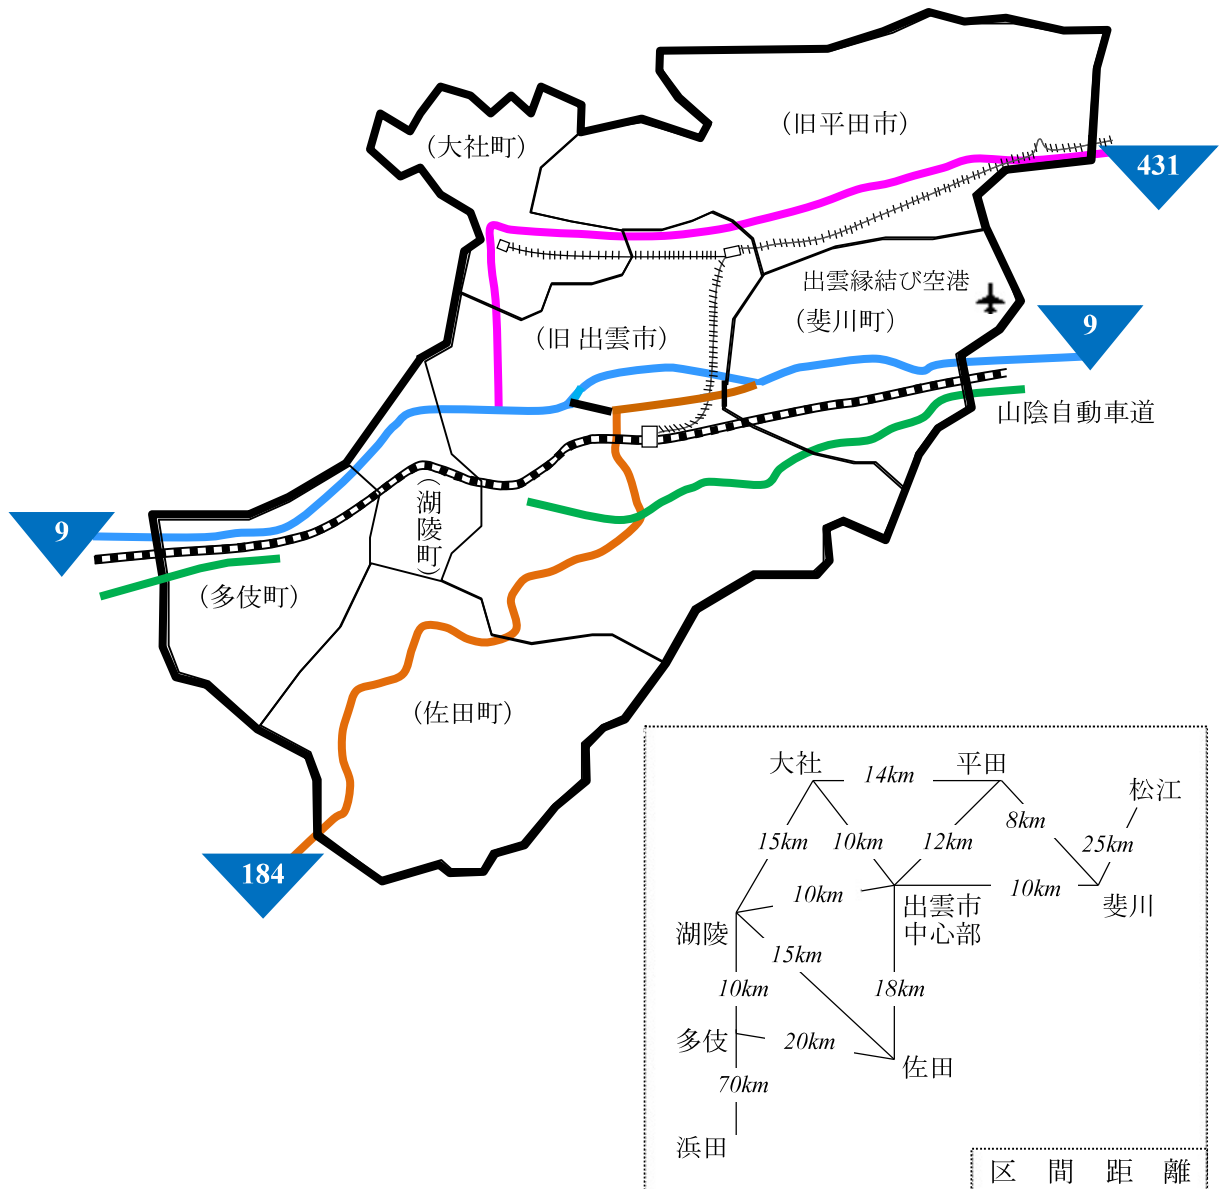 (旧平田市)
(大社町)
431
出雲縁結び空港
(斐川町)
9
(旧 出雲市)
山陰自動車道
(湖陵町)
9
(多伎町)
(佐田町)
184
大社
14km
平田
松江
8km
15km
10km
12km
25km
10km
10km
出雲市
中心部
斐川
湖陵
15km
10km
18km
多伎
20km
佐田
70km
浜田
区 間 距 離